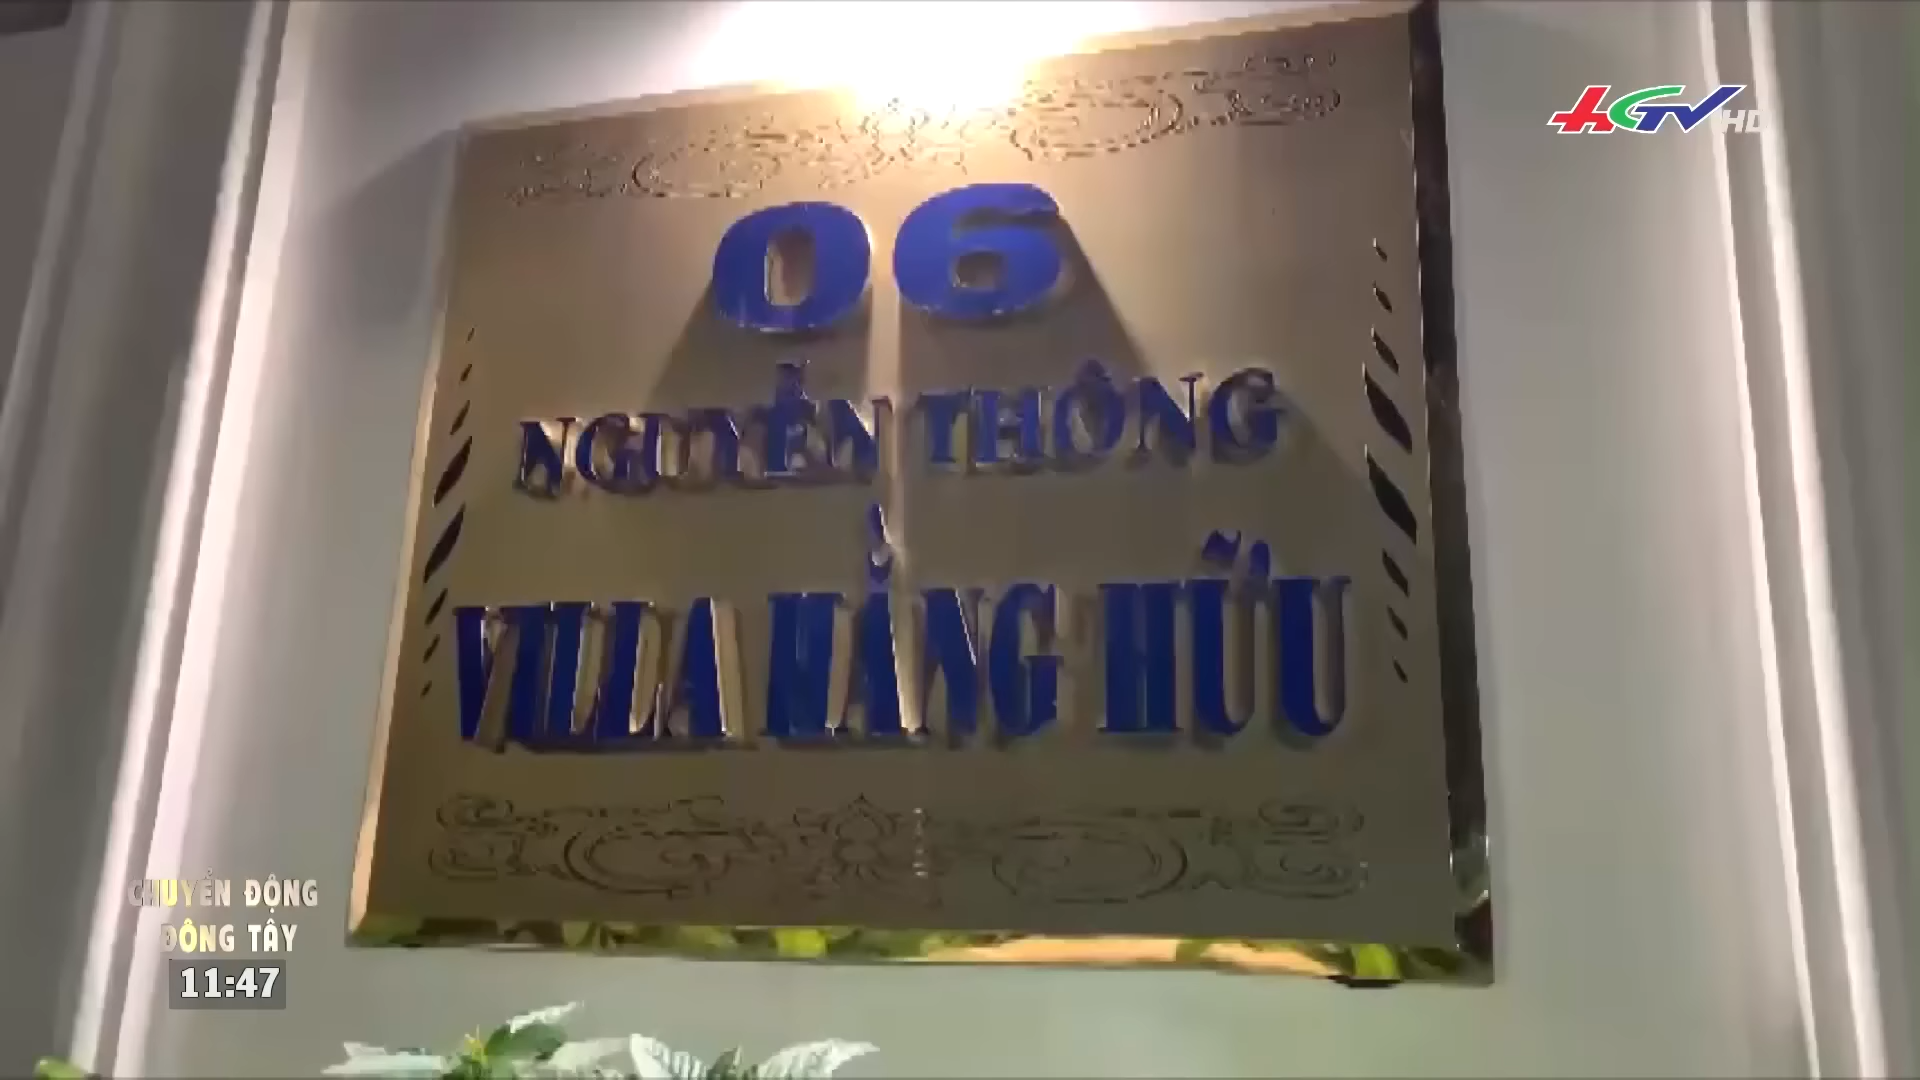 HGTV HD
06
NGUYỄN THÔNG
VILLA HẰNG HỮU
CHUYỂN ĐỘNG
ĐÔNG TÂY
11:47